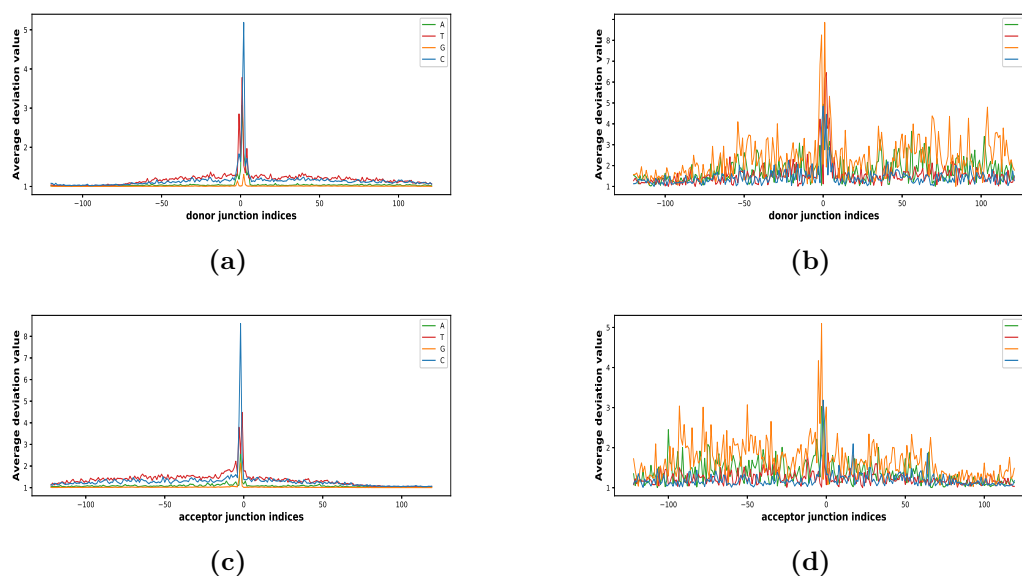 Average deviation value
5
4
3
2
1
−100
−50
0
50
100
donor junction indices
A
T
G
C
(a)
Average deviation value
9
8
7
6
5
4
3
2
1
−100
−50
0
50
100
donor junction indices
(b)
Average deviation value
8
7
6
5
4
3
2
1
−100
−50
0
50
100
acceptor junction indices
A
T
G
C
(c)
Average deviation value
5
4
3
2
1
−100
−50
0
50
100
acceptor junction indices
(d)